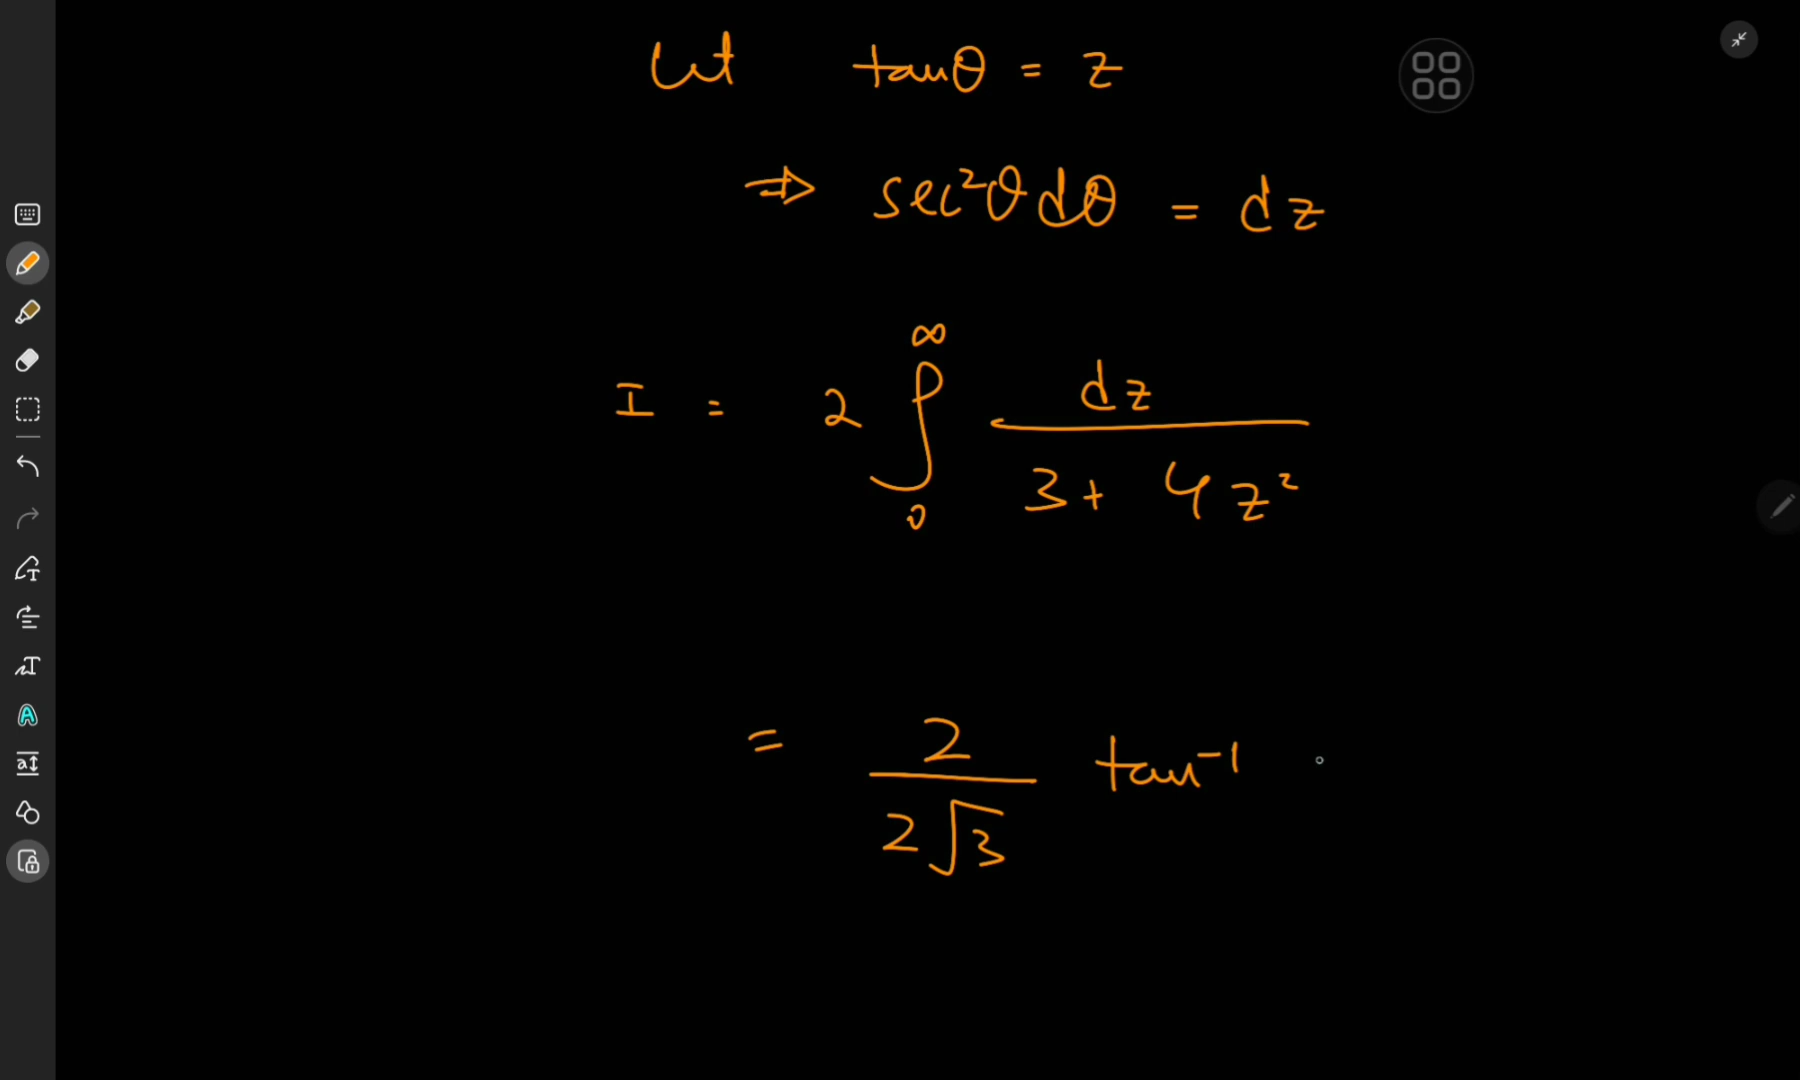 Let tanθ = z
⇒ sec²θ dθ = dz
I = 2 ∫₀^∞ dz / (3 + 4z²)
= 2 / (2√3) tan⁻¹